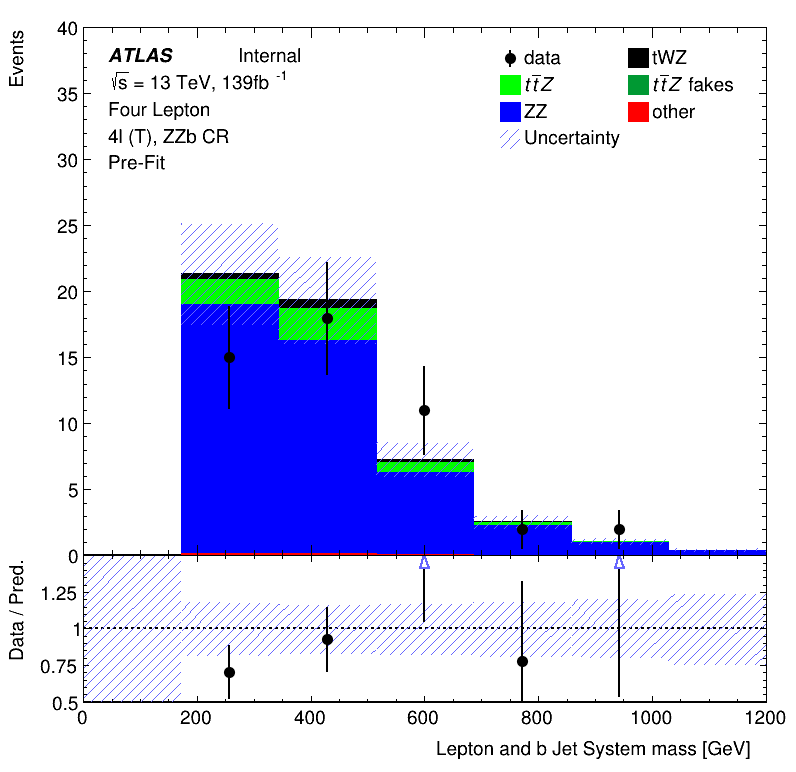 Events
40
35
30
25
20
15
10
5
0
ATLAS Internal
√s = 13 TeV, 139fb -1
Four Lepton
4l (T), ZZb CR
Pre-Fit
data
tt̄Z
ZZ
Uncertainty
tWZ
tt̄Z fakes
other
Data / Pred.
1.25
1
0.75
0.5
0 200 400 600 800 1000 1200
Lepton and b Jet System mass [GeV]